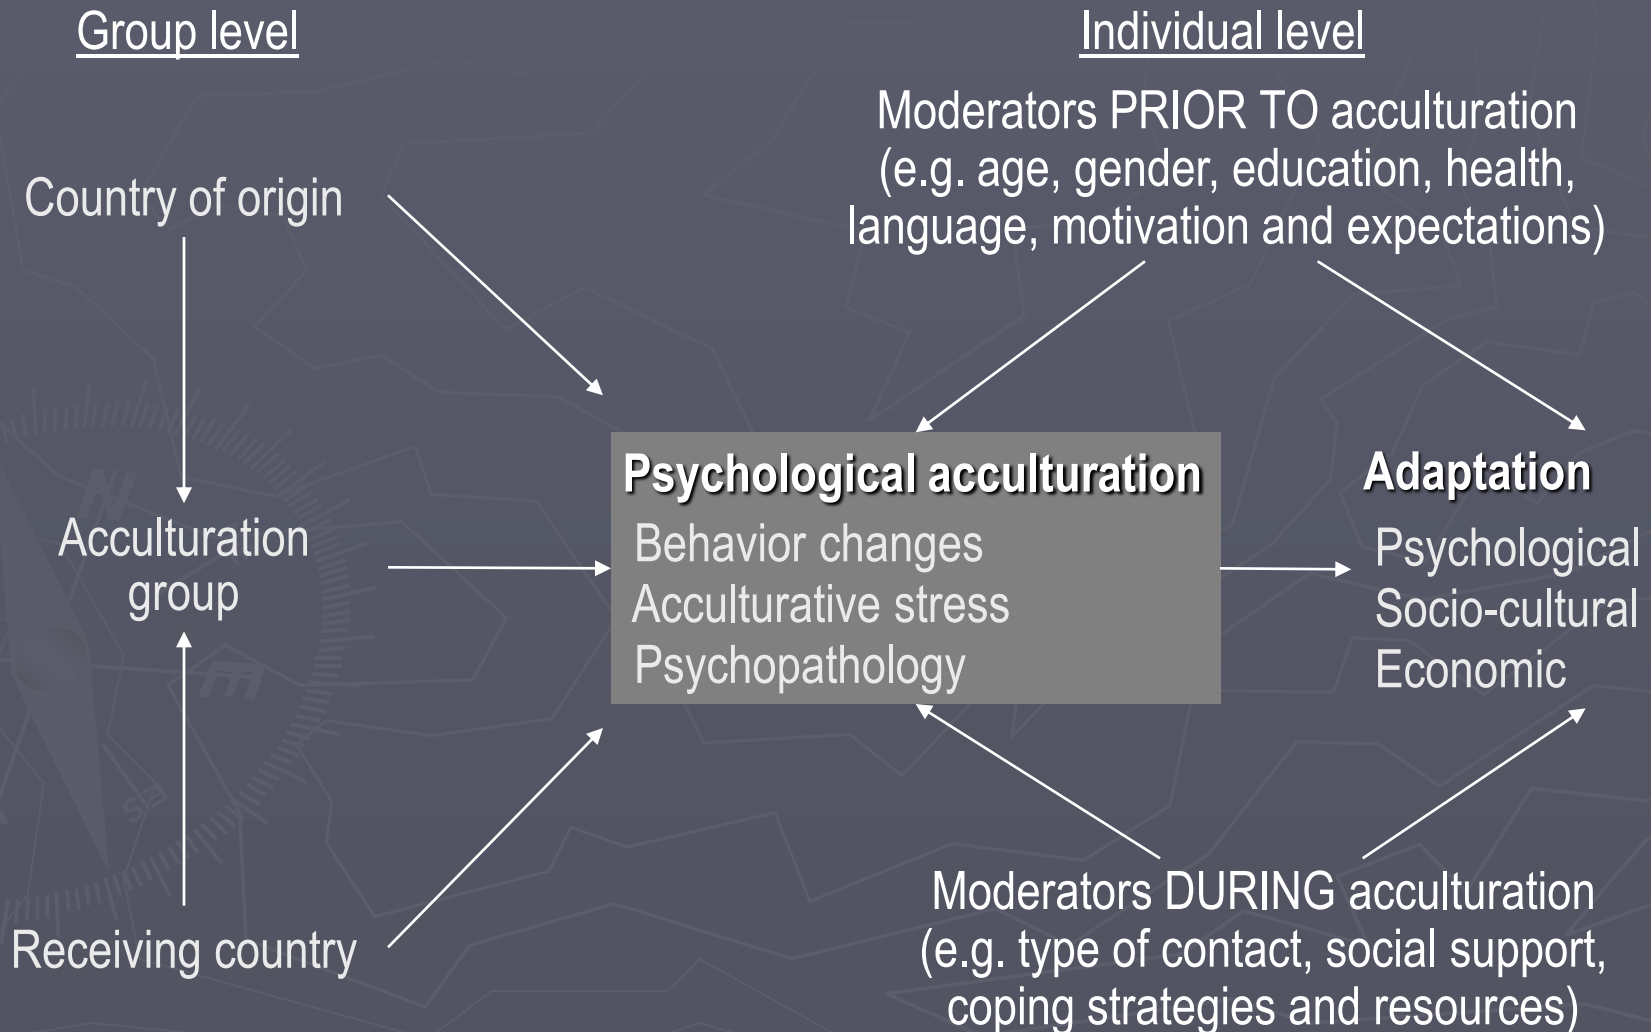 Group level
Individual level
Moderators PRIOR TO acculturation
(e.g. age, gender, education, health,
language, motivation and expectations)
Country of origin
Psychological acculturation
Behavior changes
Acculturative stress
Psychopathology
Adaptation
Psychological
Socio-cultural
Economic
Acculturation
group
Receiving country
Moderators DURING acculturation
(e.g. type of contact, social support,
coping strategies and resources)
N
E